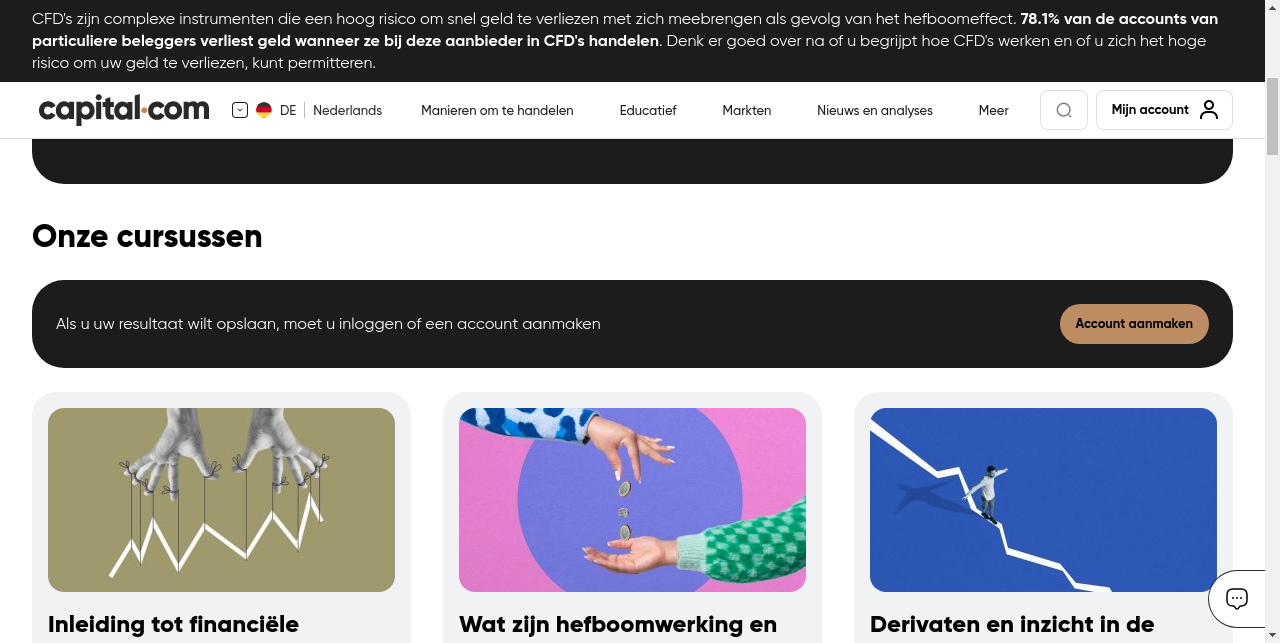 CFD's zijn complexe instrumenten die een hoog risico om snel geld te verliezen met zich meebrengen als gevolg van het hefboomeffect. 78.1% van de accounts van
particuliere beleggers verliest geld wanneer ze bij deze aanbieder in CFD's handelen. Denk er goed over na of u begrijpt hoe CFD's werken en of u zich het hoge
risico om uw geld te verliezen, kunt permitteren.
capital.com DE Nederlands Manieren om te handelen Educatief Markten Nieuws en analyses Meer Mijn account
Onze cursussen
Als u uw resultaat wilt opslaan, moet u inloggen of een account aanmaken Account aanmaken
Inleiding tot financiële Wat zijn hefboomwerking en Derivaten en inzicht in de